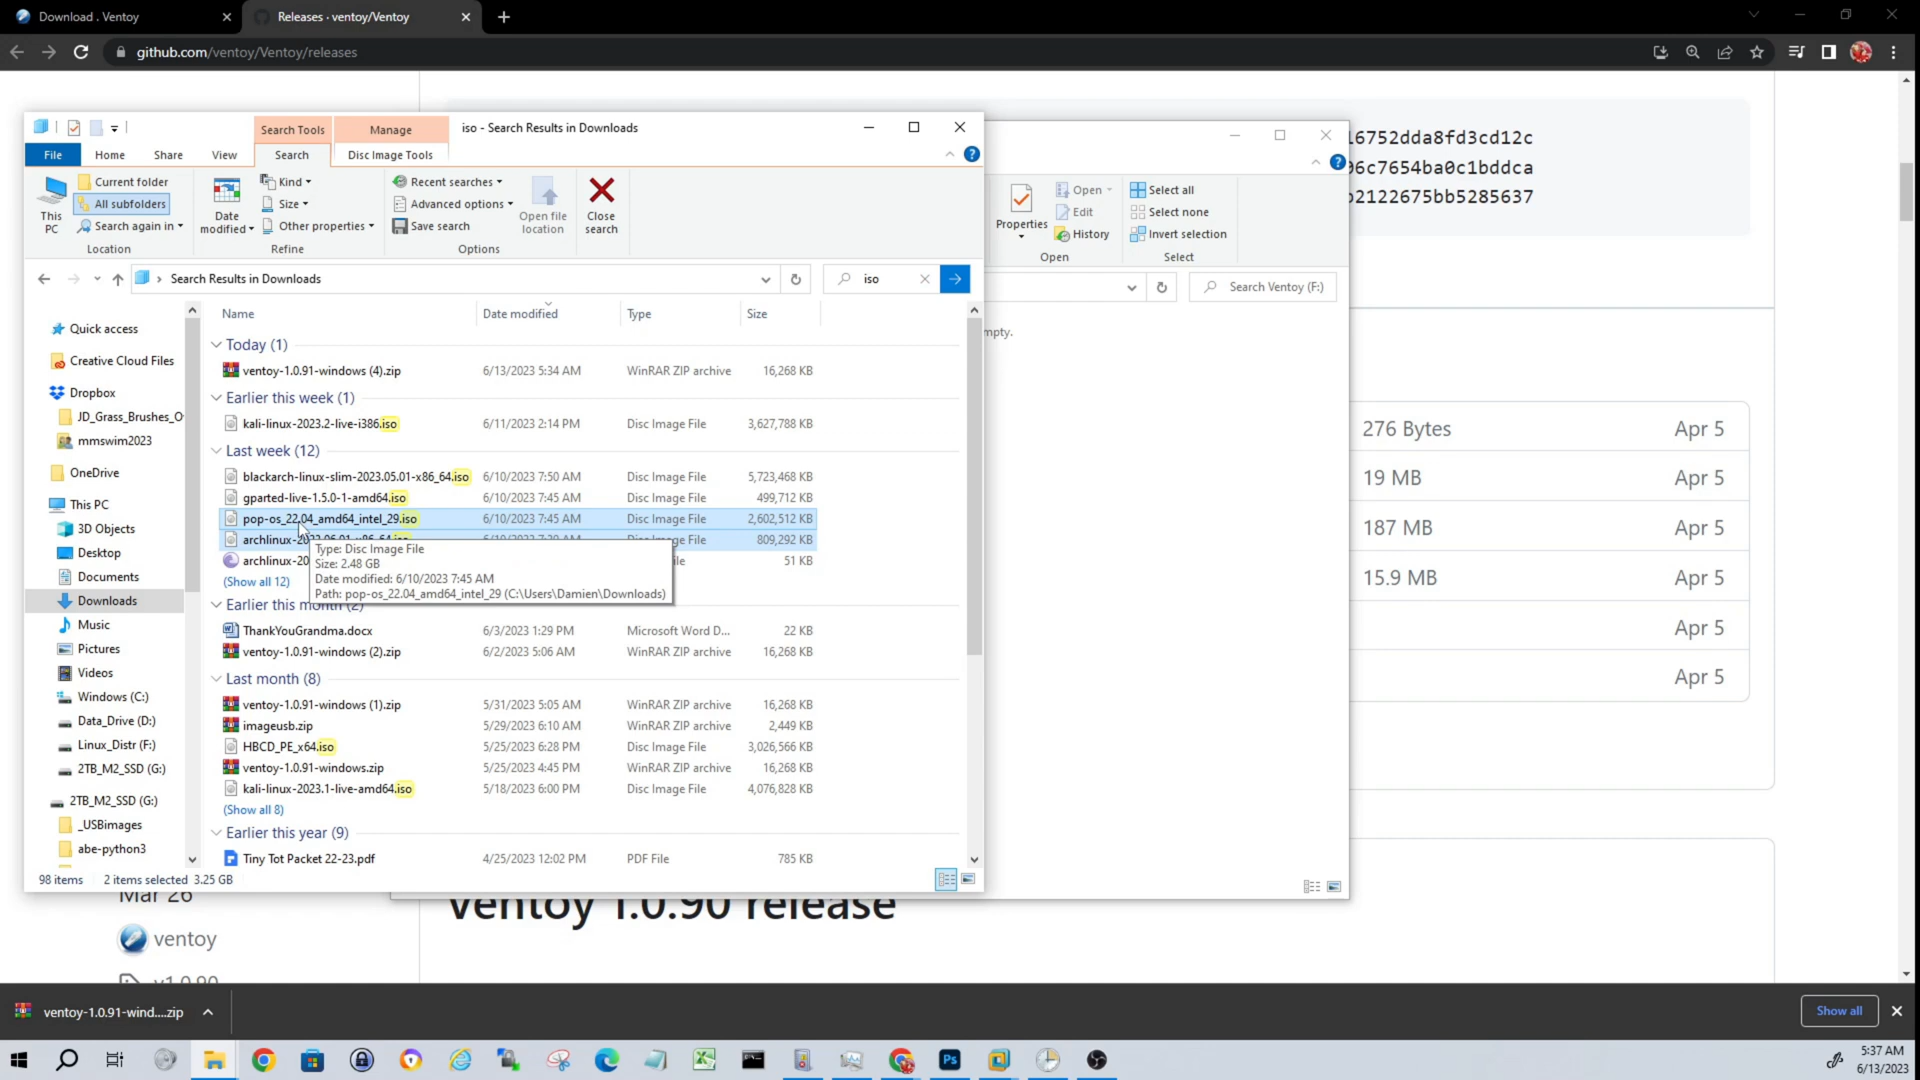 Download . Ventoy
Releases · ventoy/Ventoy
github.com/ventoy/Ventoy/releases
Search Tools
Manage
iso - Search Results in Downloads
File
Home
Share
View
Search
Disc Image Tools
This PC
Current folder
All subfolders
Search again in
Location
Date modified
Kind
Size
Other properties
Refine
Recent searches
Advanced options
Save search
Options
Open file location
Close search
Search Results in Downloads
iso
Name
Date modified
Type
Size
Quick access
Creative Cloud Files
Dropbox
JD_Grass_Brushes_O
mmswim2023
OneDrive
This PC
3D Objects
Desktop
Documents
Downloads
Music
Pictures
Videos
Windows (C:)
Data_Drive (D:)
Linux_Distr (F:)
2TB_M2_SSD (G:)
2TB_M2_SSD (G:)
_USBimages
abe-python3
Today (1)
ventoy-1.0.91-windows (4).zip 6/13/2023 5:34 AM WinRAR ZIP archive 16,268 KB
Earlier this week (1)
kali-linux-2023.2-live-i386.iso 6/11/2023 2:14 PM Disc Image File 3,627,788 KB
Last week (12)
blackarch-linux-slim-2023.05.01-x86_64.iso 6/10/2023 7:50 AM Disc Image File 5,723,468 KB
gparted-live-1.5.0-1-amd64.iso 6/10/2023 7:45 AM Disc Image File 499,712 KB
pop-os_22.04_amd64_intel_29.iso 6/10/2023 7:45 AM Disc Image File 2,602,512 KB
809,292 KB
archlinux-20 51 KB
Type: Disc Image File
Size: 2.48 GB
Date modified: 6/10/2023 7:45 AM
Path: pop-os_22.04_amd64_intel_29 (C:\Users\Damien\Downloads)
(Show all 12)
Earlier this month (2)
ThankYouGrandma.docx 6/3/2023 1:29 PM Microsoft Word D... 22 KB
ventoy-1.0.91-windows (2).zip 6/2/2023 5:06 AM WinRAR ZIP archive 16,268 KB
Last month (8)
ventoy-1.0.91-windows (1).zip 5/31/2023 5:05 AM WinRAR ZIP archive 16,268 KB
imageusb.zip 5/29/2023 6:10 AM WinRAR ZIP archive 2,449 KB
HBCD_PE_x64.iso 5/25/2023 6:28 PM Disc Image File 3,026,566 KB
ventoy-1.0.91-windows.zip 5/25/2023 4:45 PM WinRAR ZIP archive 16,268 KB
kali-linux-2023.1-live-amd64.iso 5/18/2023 6:00 PM Disc Image File 4,076,828 KB
(Show all 8)
Earlier this year (9)
Tiny Tot Packet 22-23.pdf 4/25/2023 12:02 PM PDF File 785 KB
98 items 2 items selected 3.25 GB
Properties
Open
Edit
History
Open
Select all
Select none
Invert selection
Select
Search Ventoy (F:)
mpty.
16752dda8fd3cd12c
06c7654ba0c1bddca
b2122675bb5285637
276 Bytes Apr 5
19 MB Apr 5
187 MB Apr 5
15.9 MB Apr 5
Apr 5
Apr 5
Mar 26
ventoy
v1.0.90
Ventoy 1.0.90 release
ventoy-1.0.91-wind....zip
Show all
Ps
5:37 AM
6/13/2023